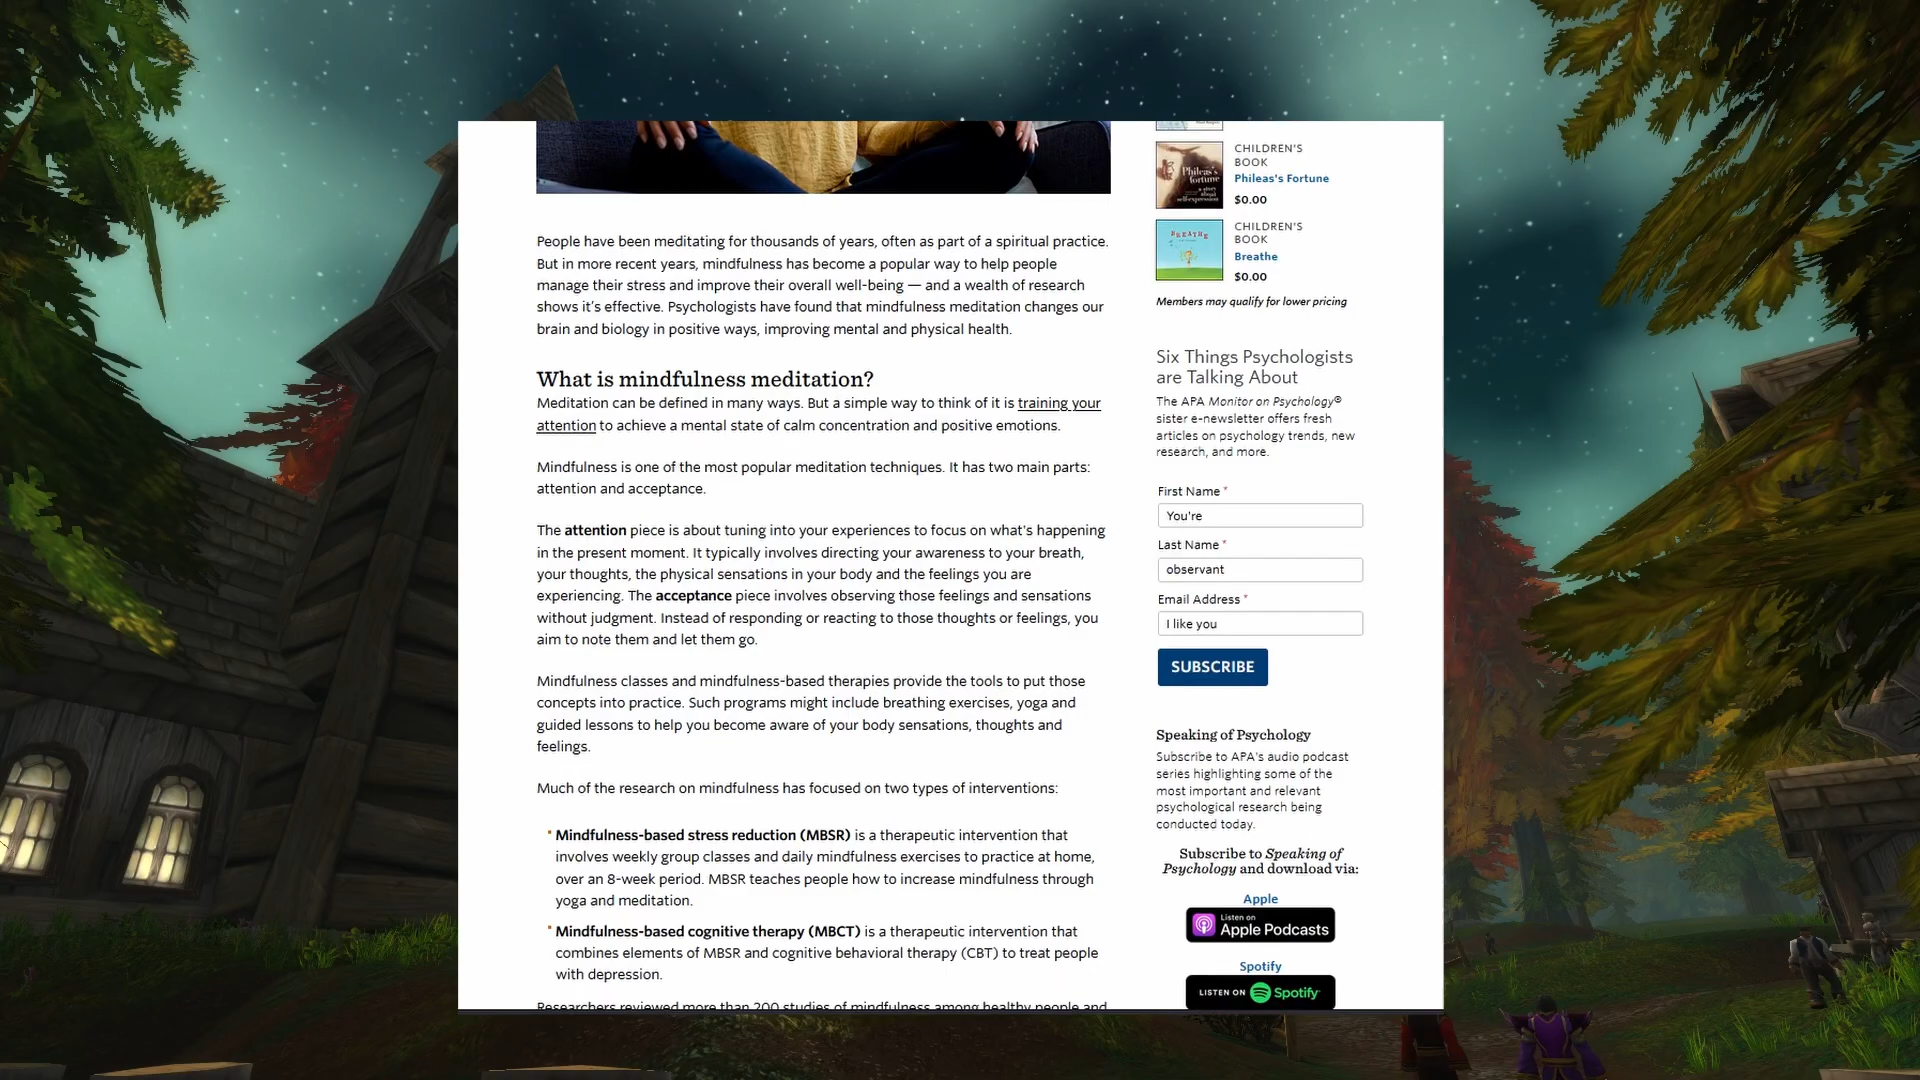 People have been meditating for thousands of years, often as part of a spiritual practice.
But in more recent years, mindfulness has become a popular way to help people
manage their stress and improve their overall well-being — and a wealth of research
shows it's effective. Psychologists have found that mindfulness meditation changes our
brain and biology in positive ways, improving mental and physical health.
What is mindfulness meditation?
Meditation can be defined in many ways. But a simple way to think of it is training your
attention to achieve a mental state of calm concentration and positive emotions.
Mindfulness is one of the most popular meditation techniques. It has two main parts:
attention and acceptance.
The attention piece is about tuning into your experiences to focus on what's happening
in the present moment. It typically involves directing your awareness to your breath,
your thoughts, the physical sensations in your body and the feelings you are
experiencing. The acceptance piece involves observing those feelings and sensations
without judgment. Instead of responding or reacting to those thoughts or feelings, you
aim to note them and let them go.
Mindfulness classes and mindfulness-based therapies provide the tools to put those
concepts into practice. Such programs might include breathing exercises, yoga and
guided lessons to help you become aware of your body sensations, thoughts and
feelings.
Much of the research on mindfulness has focused on two types of interventions:
Mindfulness-based stress reduction (MBSR) is a therapeutic intervention that
involves weekly group classes and daily mindfulness exercises to practice at home,
over an 8-week period. MBSR teaches people how to increase mindfulness through
yoga and meditation.
Mindfulness-based cognitive therapy (MBCT) is a therapeutic intervention that
combines elements of MBSR and cognitive behavioral therapy (CBT) to treat people
with depression.
Researchers reviewed more than 200 studies of mindfulness among healthy people and
Phileas's
fortune
a story
about
self-expression
CHILDREN'S
BOOK
Phileas's Fortune
$0.00
BREATHE
CHILDREN'S
BOOK
Breathe
$0.00
Members may qualify for lower pricing
Six Things Psychologists
are Talking About
The APA Monitor on Psychology®
sister e-newsletter offers fresh
articles on psychology trends, new
research, and more.
First Name *
You're
Last Name *
observant
Email Address *
I like you
SUBSCRIBE
Speaking of Psychology
Subscribe to APA's audio podcast
series highlighting some of the
most important and relevant
psychological research being
conducted today.
Subscribe to Speaking of
Psychology and download via:
Apple
Listen on
Apple Podcasts
Spotify
LISTEN ON Spotify